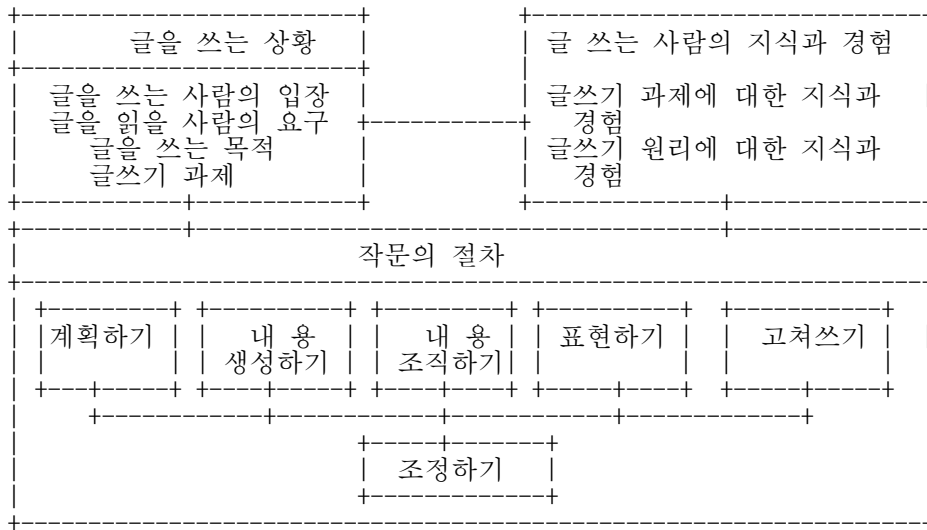 글을 쓰는 상황
글을 쓰는 사람의 입장
글을 읽을 사람의 요구
글을 쓰는 목적
글쓰기 과제
글 쓰는 사람의 지식과 경험
글쓰기 과제에 대한 지식과
경험
글쓰기 원리에 대한 지식과
경험
작문의 절차
계획하기
내 용
생성하기
내 용
조직하기
표현하기
고쳐쓰기
조정하기